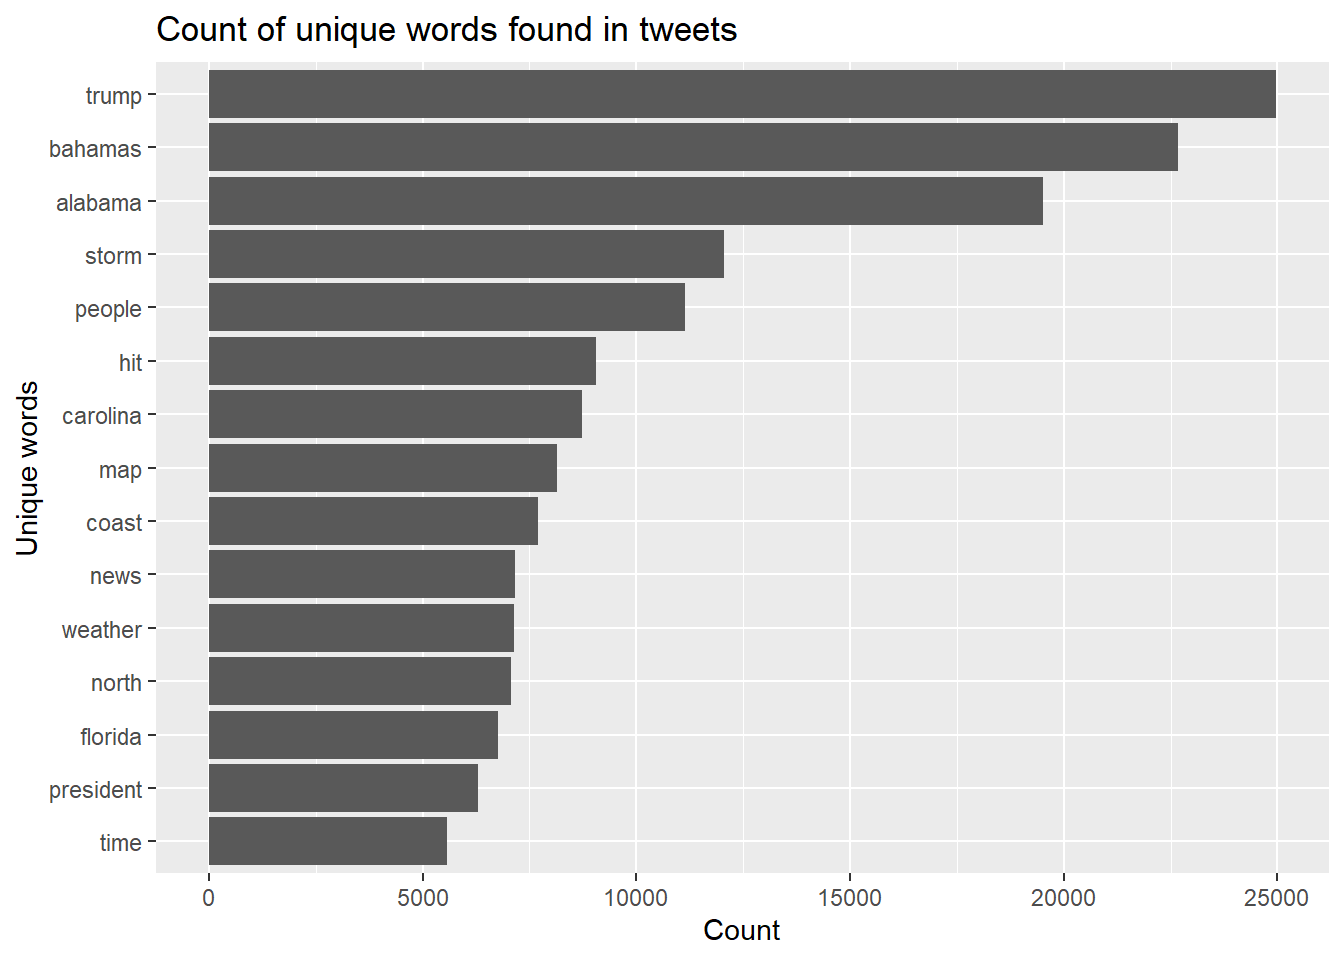 Count of unique words found in tweets
trump
bahamas
alabama
storm
people
hit
carolina
map
coast
news
weather
north
florida
president
time
Unique words
0 5000 10000 15000 20000 25000
Count